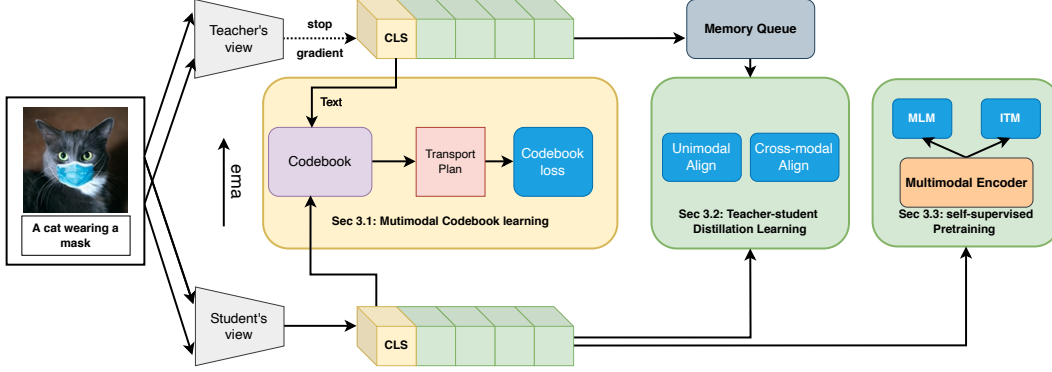 Teacher's
view
stop
gradient
CLS
Memory Queue
Text
Codebook
Transport
Plan
Codebook
loss
Sec 3.1: Mutimodal Codebook learning
ema
Unimodal
Align
Cross-modal
Align
Sec 3.2: Teacher-student
Distillation Learning
MLM
ITM
Multimodal Encoder
Sec 3.3: self-supervised
Pretraining
A cat wearing a
mask
Student's
view
CLS